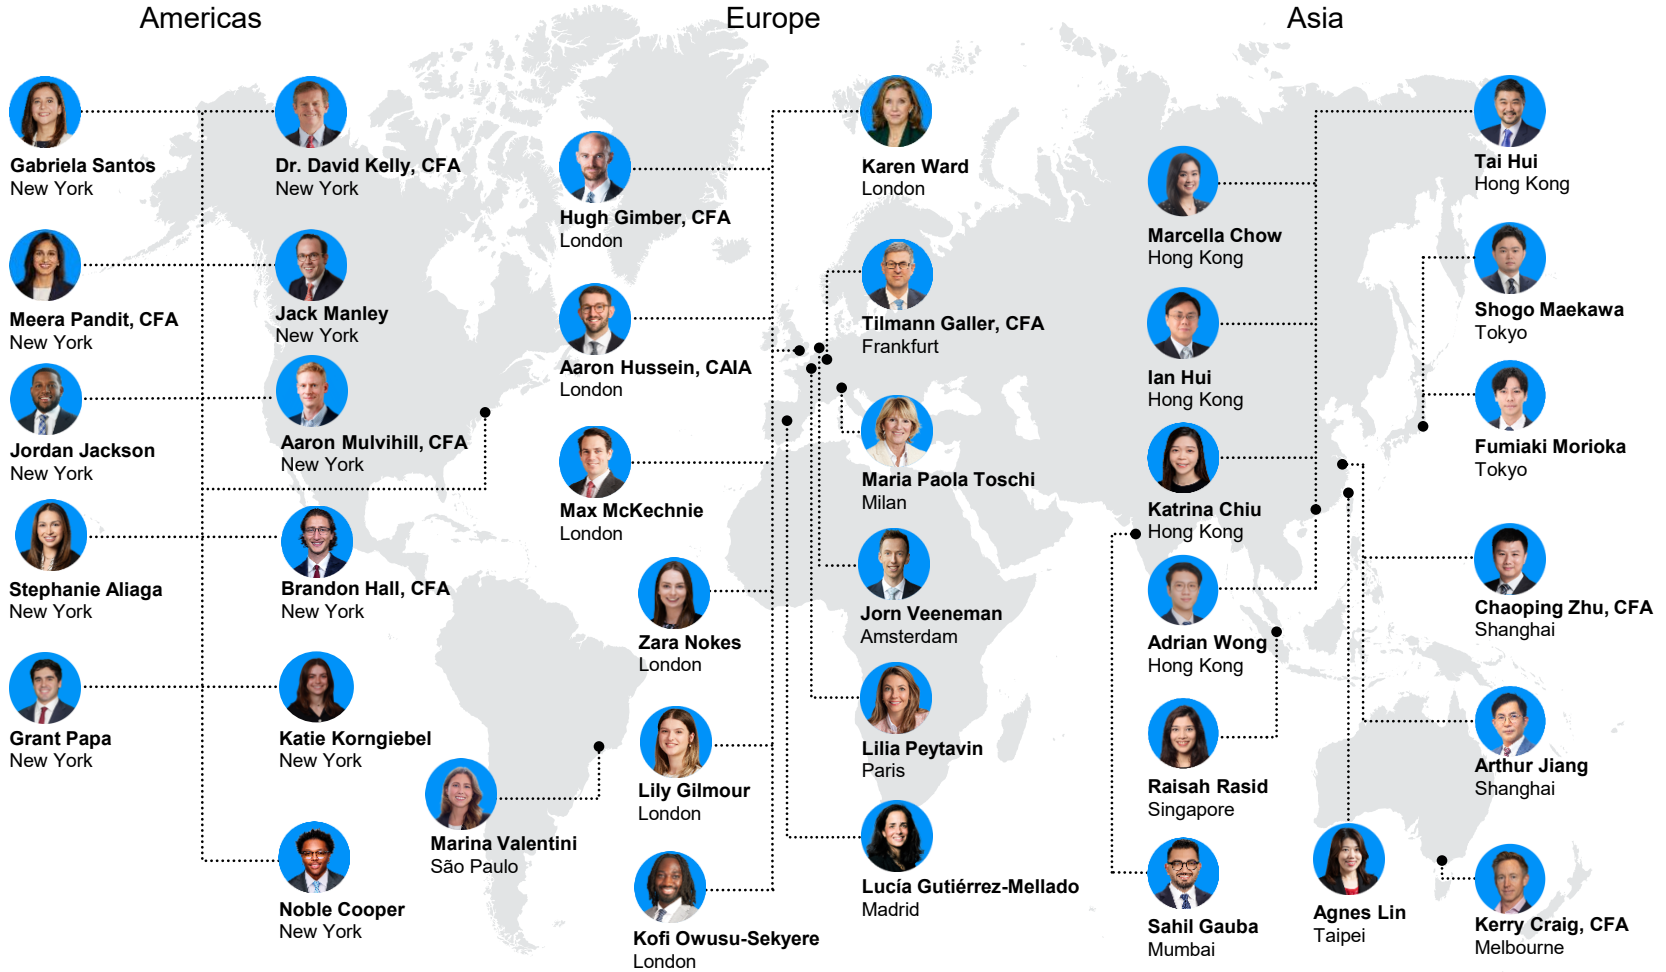 Americas
Europe
Asia
Gabriela Santos
New York
Dr. David Kelly, CFA
New York
Meera Pandit, CFA
New York
Jack Manley
New York
Jordan Jackson
New York
Aaron Mulvihill, CFA
New York
Stephanie Aliaga
New York
Brandon Hall, CFA
New York
Grant Papa
New York
Katie Korngiebel
New York
Noble Cooper
New York
Marina Valentini
São Paulo
Hugh Gimber, CFA
London
Karen Ward
London
Aaron Hussein, CAIA
London
Tilmann Galler, CFA
Frankfurt
Max McKechnie
London
Maria Paola Toschi
Milan
Zara Nokes
London
Jorn Veeneman
Amsterdam
Lily Gilmour
London
Lilia Peytavin
Paris
Kofi Owusu-Sekyere
London
Lucía Gutiérrez-Mellado
Madrid
Marcella Chow
Hong Kong
Tai Hui
Hong Kong
Ian Hui
Hong Kong
Shogo Maekawa
Tokyo
Katrina Chiu
Hong Kong
Fumiaki Morioka
Tokyo
Adrian Wong
Hong Kong
Chaoping Zhu, CFA
Shanghai
Raisah Rasid
Singapore
Arthur Jiang
Shanghai
Sahil Gauba
Mumbai
Agnes Lin
Taipei
Kerry Craig, CFA
Melbourne